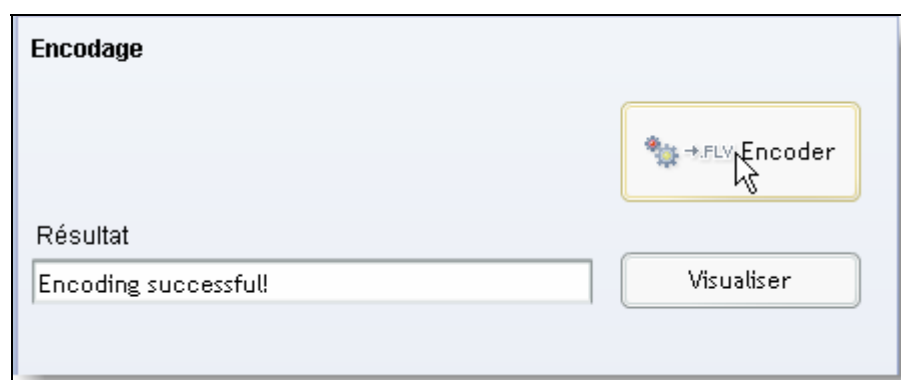 Encodage
→.FLV Encoder
Résultat
Encoding successful!
Visualiser